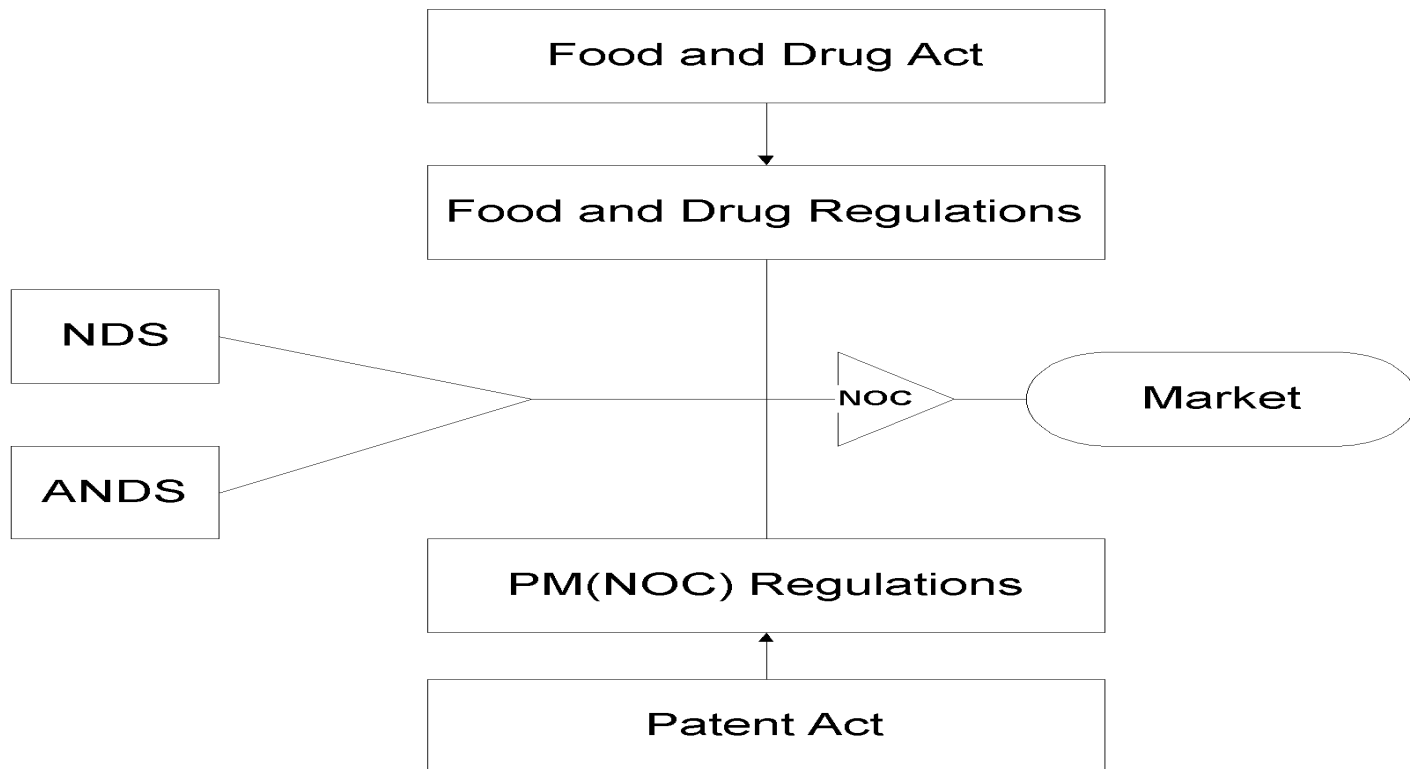 Food and Drug Act
Food and Drug Regulations
NDS
NOC
Market
ANDS
PM(NOC) Regulations
Patent Act